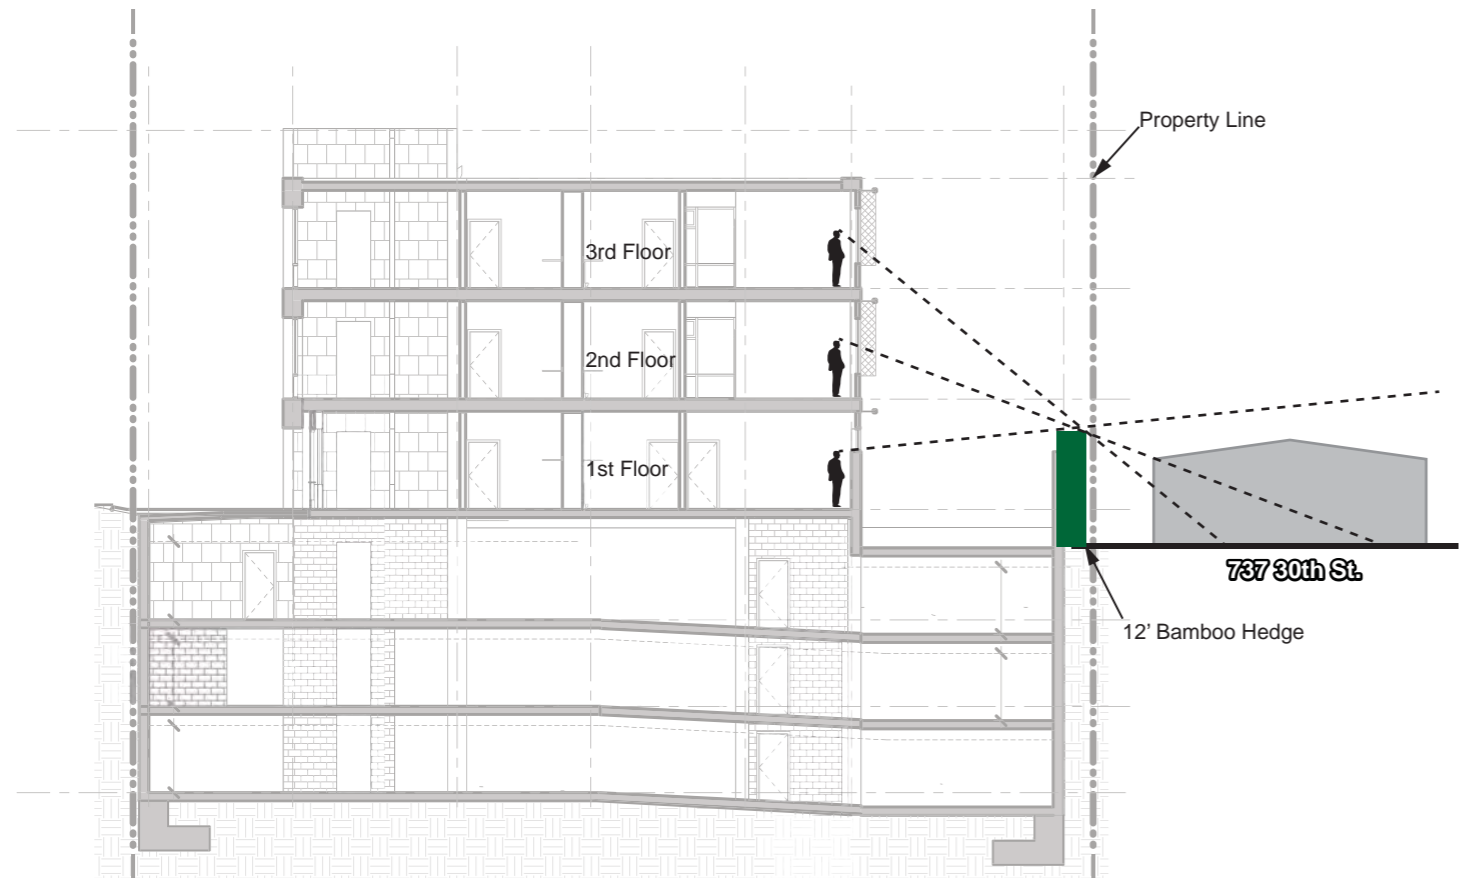 Property Line
3rd Floor
2nd Floor
1st Floor
737 30th St.
12’ Bamboo Hedge